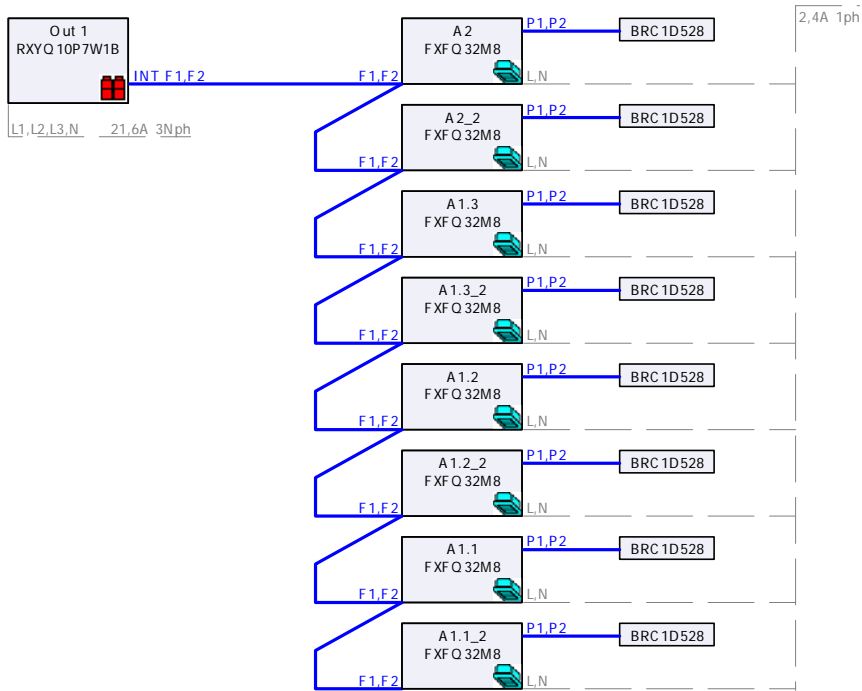 Out 1
RXYQ10P7W1B
INT F1,F2
L1,L2,L3,N 21,6A 3Nph
2,4A 1ph
A2
FXFQ32M8
F1,F2
P1,P2
BRC1D528
L,N
A2_2
FXFQ32M8
F1,F2
P1,P2
BRC1D528
L,N
A1.3
FXFQ32M8
F1,F2
P1,P2
BRC1D528
L,N
A1.3_2
FXFQ32M8
F1,F2
P1,P2
BRC1D528
L,N
A1.2
FXFQ32M8
F1,F2
P1,P2
BRC1D528
L,N
A1.2_2
FXFQ32M8
F1,F2
P1,P2
BRC1D528
L,N
A1.1
FXFQ32M8
F1,F2
P1,P2
BRC1D528
L,N
A1.1_2
FXFQ32M8
F1,F2
P1,P2
BRC1D528
L,N